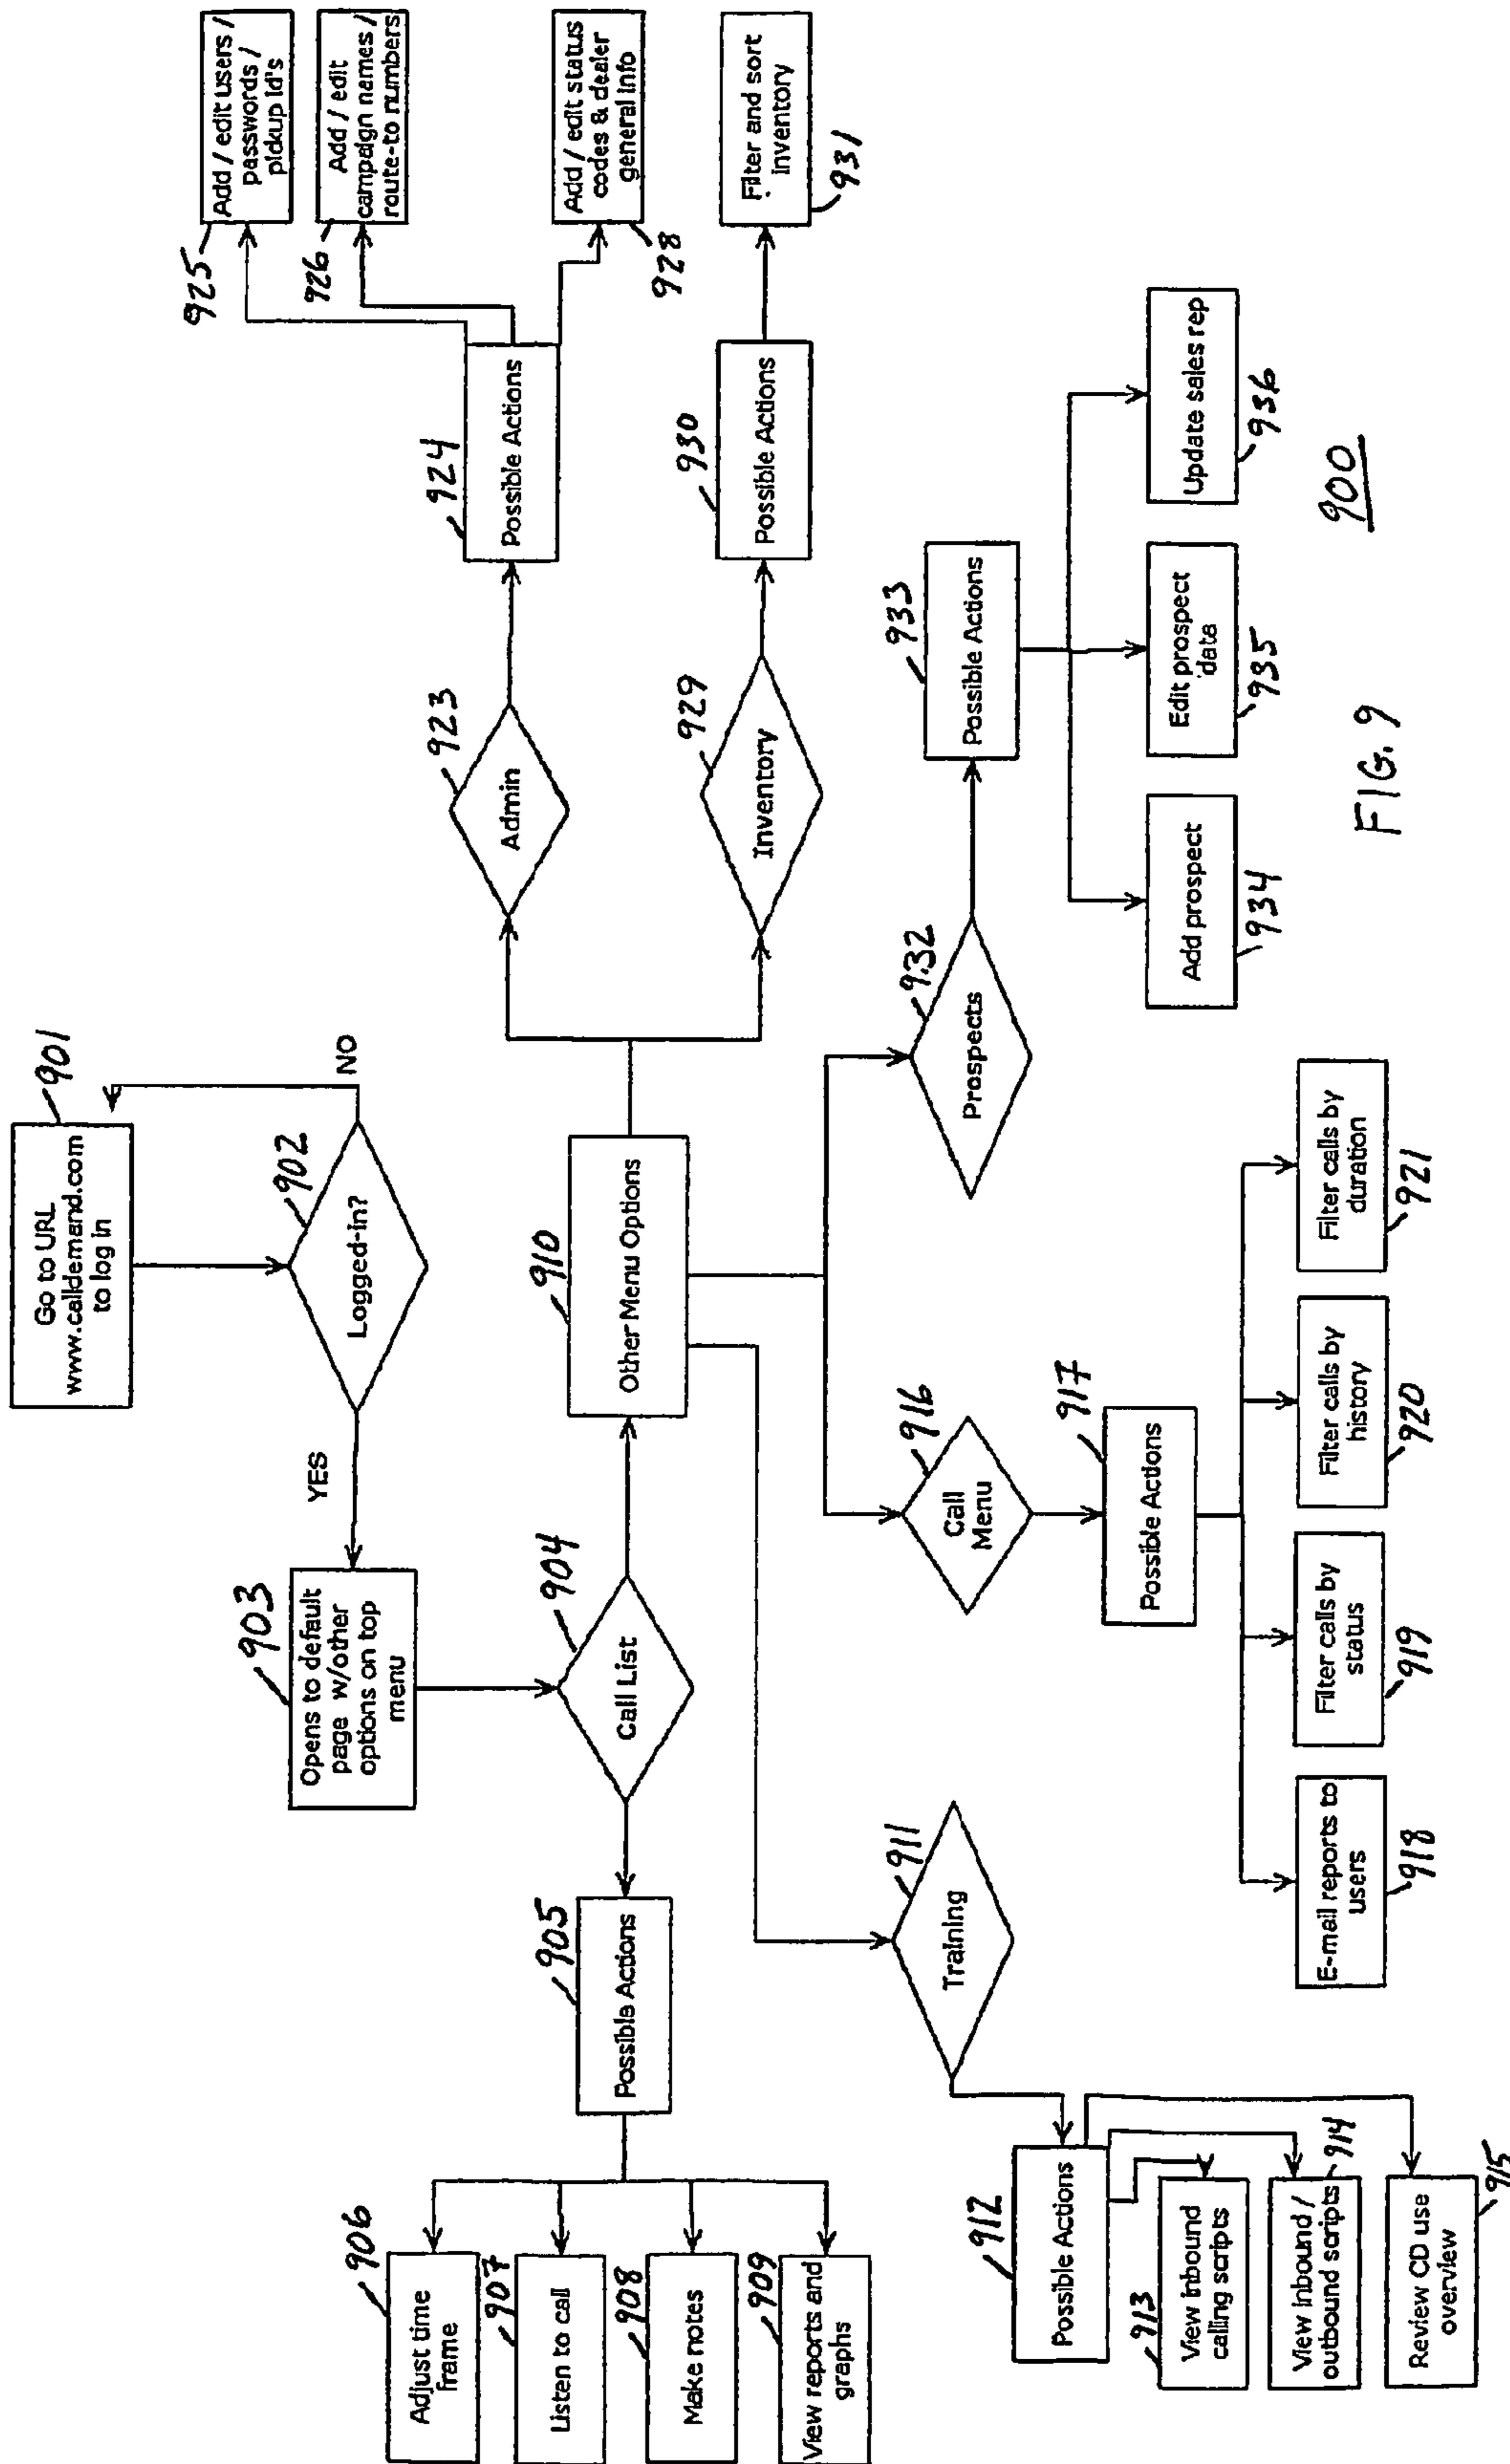 901
Go to URL
www.calldemand.com
to log in
902
Logged-in?
NO
YES
903
Opens to default
page w/other
options on top
menu
904
Call List
905
Possible Actions
906
Adjust time
frame
907
Listen to call
908
Make notes
909
View reports and
graphs
910
Other Menu Options
911
Training
912
Possible Actions
913
View inbound
calling scripts
914
View inbound /
outbound scripts
915
Review CD use
overview
916
Call
Menu
917
Possible Actions
E-mail reports to
users
918
Filter calls by
status
919
Filter calls by
history
920
Filter calls by
duration
921
923
Admin
924
Possible Actions
925
Add / edit users /
passwords /
pickup id's
926
Add / edit
campaign names /
route-to numbers
Add / edit status
codes & dealer
general info
928
929
Inventory
930
Possible Actions
Filter and sort
inventory
931
932
Prospects
933
Possible Actions
Add prospect
934
Edit prospect
data
935
Update sales rep
936
900
FIG. 9